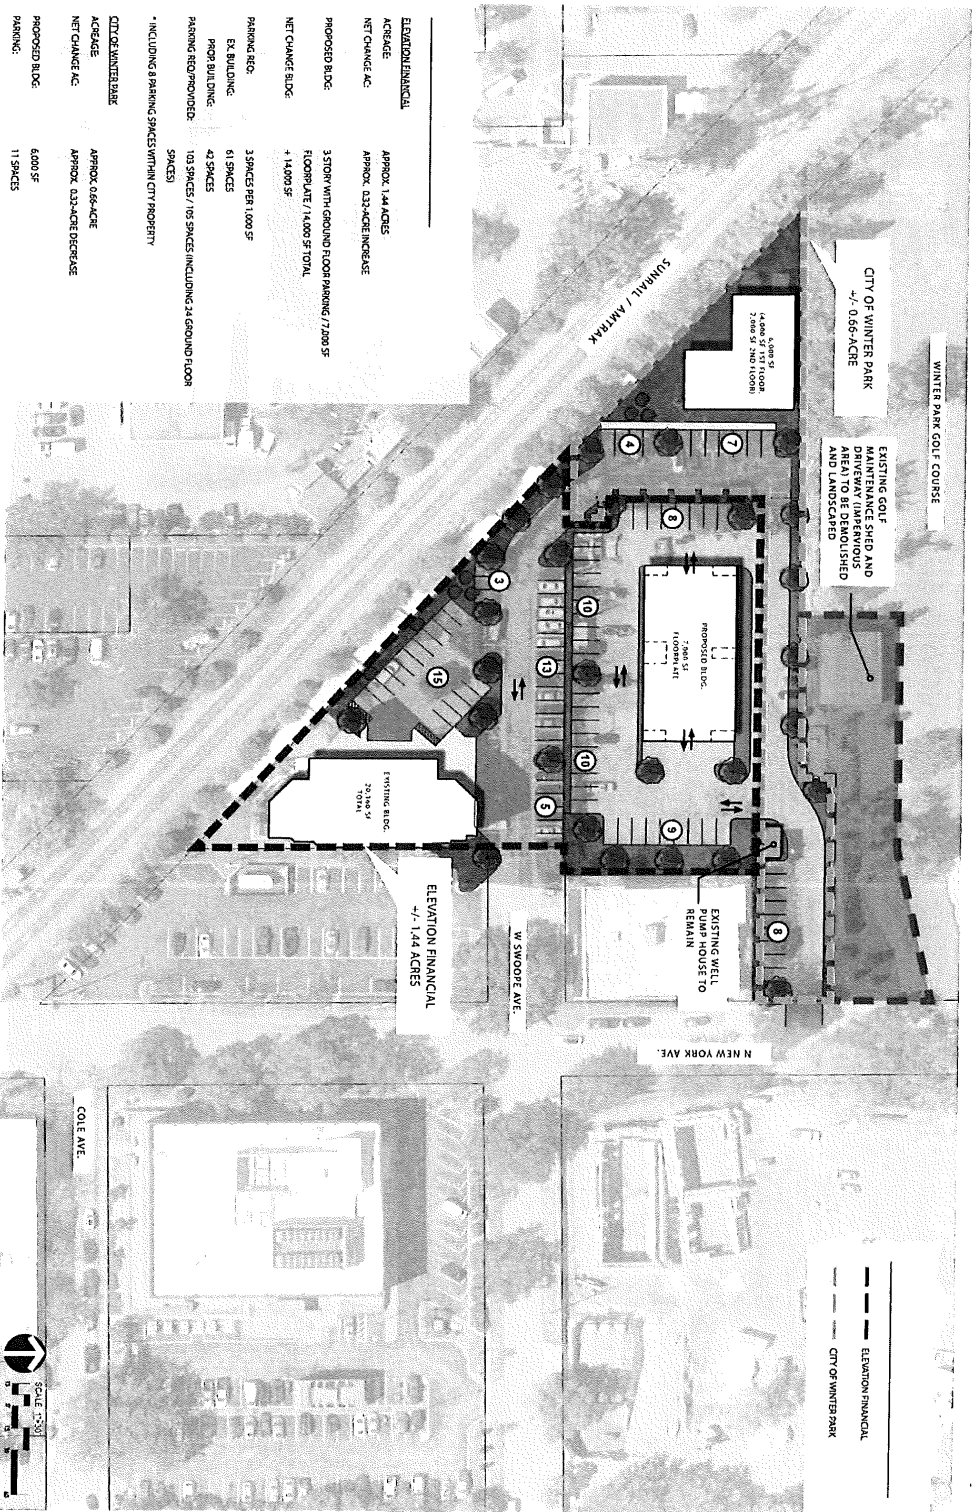 ELEVATION FINANCIAL
ACREAGE: APPROX. 1.44 ACRES
NET CHANGE AC: APPROX. 0.32-ACRE INCREASE
PROPOSED BLDG: 3 STORY WITH GROUND FLOOR PARKING / 7,000 SF
FLOORPLATE / 14,000 SF TOTAL
NET CHANGE BLDG: + 14,000 SF
PARKING REQ: 3 SPACES PER 1,000 SF
EX. BUILDING: 61 SPACES
PROP. BUILDING: 42 SPACES
PARKING REQ/PROVIDED: 103 SPACES / 105 SPACES (INCLUDING 24 GROUND FLOOR
SPACES)
* INCLUDING 8 PARKING SPACES WITHIN CITY PROPERTY
CITY OF WINTER PARK
ACREAGE: APPROX. 0.66-ACRE
NET CHANGE AC: APPROX. 0.32-ACRE DECREASE
PROPOSED BLDG: 6,000 SF
PARKING: 11 SPACES
WINTER PARK GOLF COURSE
CITY OF WINTER PARK
+/- 0.66-ACRE
EXISTING GOLF
MAINTENANCE SHED AND
DRIVEWAY (IMPERVIOUS
AREA) TO BE DEMOLISHED
AND LANDSCAPED
6,000 SF
(4,000 SF 1ST FLOOR,
2,000 SF 2ND FLOOR)
SUNRAIL / AMTRAK
7
4
8
3
10
PROPOSED BLDG.
7,000 SF
FLOORPLATE
13
15
10
5
9
8
EXISTING BLDG.
20,160 SF
TOTAL
EXISTING WELL
PUMP HOUSE TO
REMAIN
ELEVATION FINANCIAL
+/- 1.44 ACRES
W SWOOPE AVE.
N NEW YORK AVE.
COLE AVE.
ELEVATION FINANCIAL
CITY OF WINTER PARK
SCALE 1"=30'